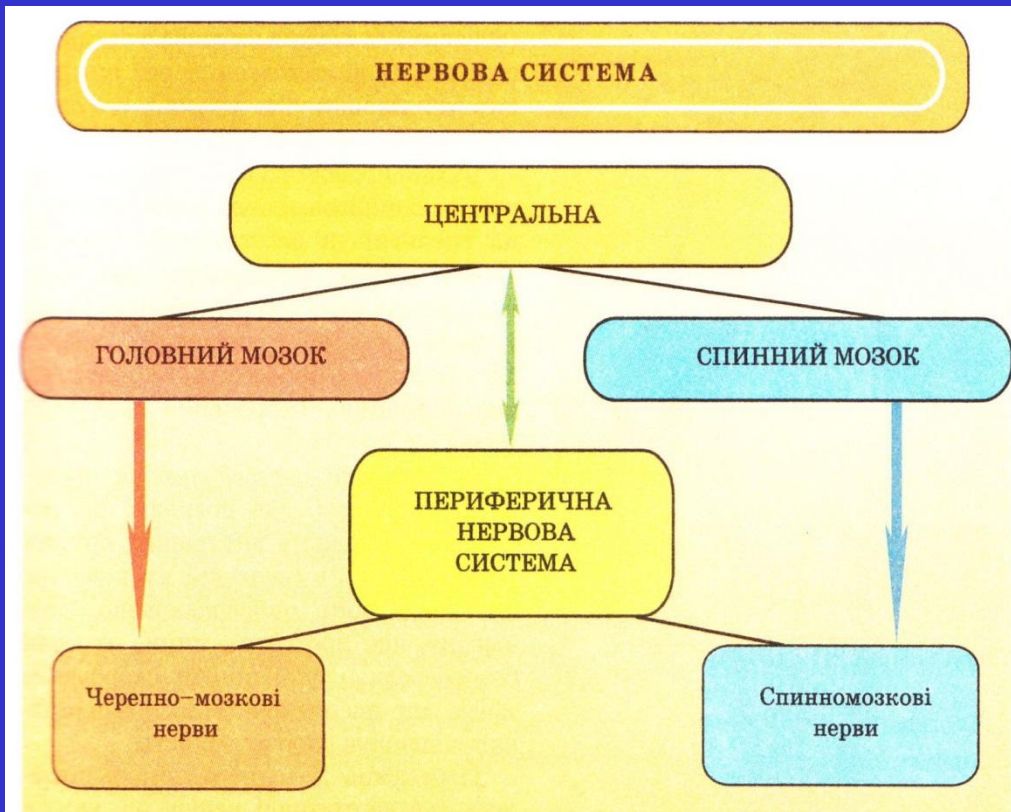 НЕРВОВА СИСТЕМА
ЦЕНТРАЛЬНА
ГОЛОВНИЙ МОЗОК
СПИННИЙ МОЗОК
ПЕРИФЕРИЧНА
НЕРВОВА
СИСТЕМА
Черепно–мозкові
нерви
Спинномозкові
нерви